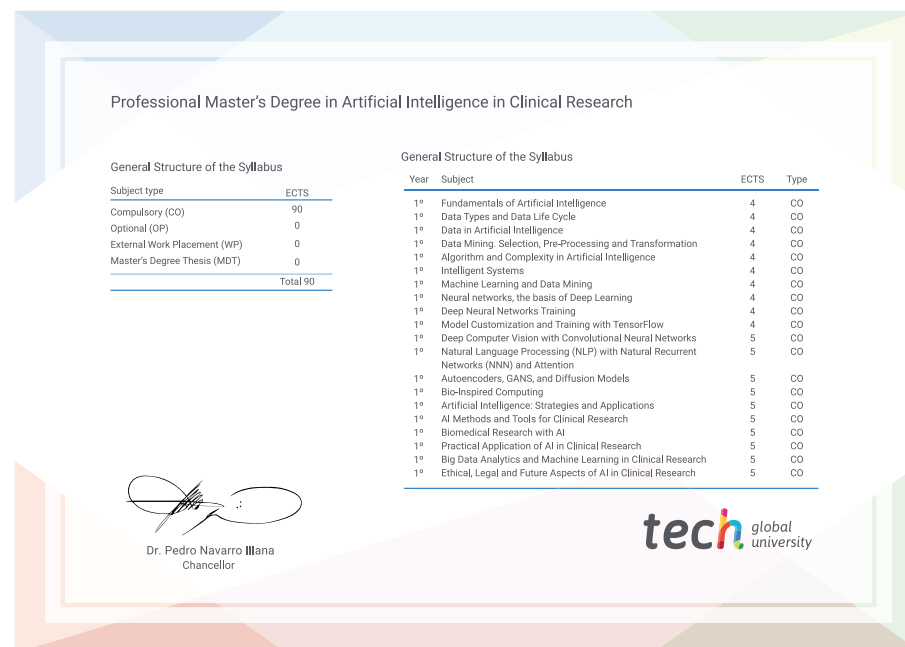 Professional Master's Degree in Artificial Intelligence in Clinical Research
General Structure of the Syllabus
Subject type ECTS
Compulsory (CO) 90
Optional (OP) 0
External Work Placement (WP) 0
Master's Degree Thesis (MDT) 0
Total 90
General Structure of the Syllabus
Year Subject ECTS Type
1º Fundamentals of Artificial Intelligence 4 CO
1º Data Types and Data Life Cycle 4 CO
1º Data in Artificial Intelligence 4 CO
1º Data Mining. Selection, Pre-Processing and Transformation 4 CO
1º Algorithm and Complexity in Artificial Intelligence 4 CO
1º Intelligent Systems 4 CO
1º Machine Learning and Data Mining 4 CO
1º Neural networks, the basis of Deep Learning 4 CO
1º Deep Neural Networks Training 4 CO
1º Model Customization and Training with TensorFlow 4 CO
1º Deep Computer Vision with Convolutional Neural Networks 5 CO
1º Natural Language Processing (NLP) with Natural Recurrent 5 CO
Networks (NNN) and Attention
1º Autoencoders, GANS, and Diffusion Models 5 CO
1º Bio-Inspired Computing 5 CO
1º Artificial Intelligence: Strategies and Applications 5 CO
1º AI Methods and Tools for Clinical Research 5 CO
1º Biomedical Research with AI 5 CO
1º Practical Application of AI in Clinical Research 5 CO
1º Big Data Analytics and Machine Learning in Clinical Research 5 CO
1º Ethical, Legal and Future Aspects of AI in Clinical Research 5 CO
Dr. Pedro Navarro Illana
Chancellor
tech global
university